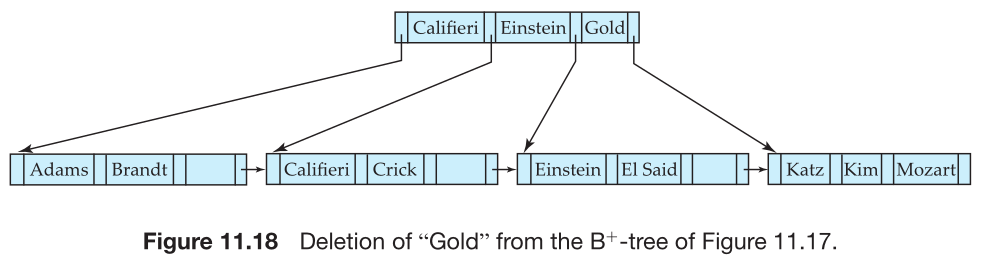 Califieri Einstein Gold
Adams Brandt Califieri Crick Einstein El Said Katz Kim Mozart
Figure 11.18 Deletion of “Gold” from the B+-tree of Figure 11.17.